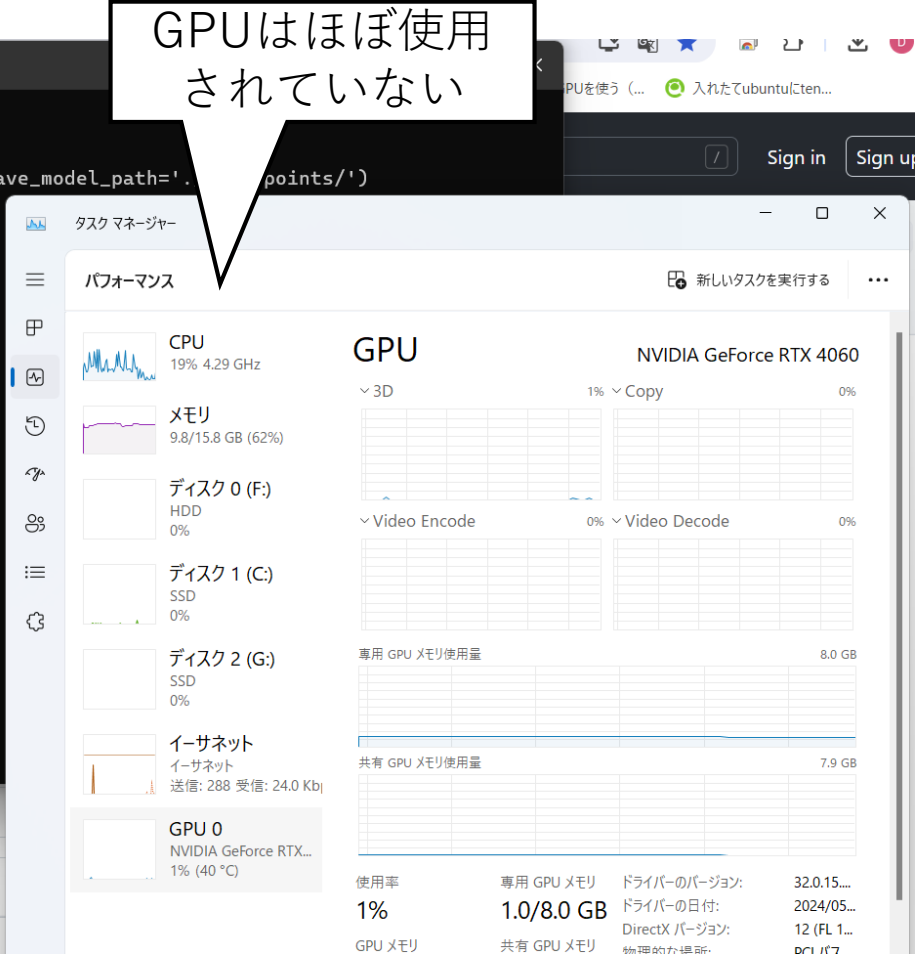 GPUはほぼ使用
されていない
GPUを使う（...
入れたてubuntuにten...
Sign in
Sign up
ave_model_path='.
points/')
タスク マネージャー
パフォーマンス
新しいタスクを実行する
CPU
19% 4.29 GHz
メモリ
9.8/15.8 GB (62%)
ディスク 0 (F:)
HDD
0%
ディスク 1 (C:)
SSD
0%
ディスク 2 (G:)
SSD
0%
イーサネット
イーサネット
送信: 288 受信: 24.0 Kbp
GPU 0
NVIDIA GeForce RTX...
1% (40 °C)
GPU
NVIDIA GeForce RTX 4060
3D 1%
Copy 0%
Video Encode 0%
Video Decode 0%
専用 GPU メモリ使用量 8.0 GB
共有 GPU メモリ使用量 7.9 GB
使用率
1%
GPU メモリ
専用 GPU メモリ
1.0/8.0 GB
共有 GPU メモリ
ドライバーのバージョン: 32.0.15....
ドライバーの日付: 2024/05...
DirectX バージョン: 12 (FL 1...
物理的な場所: PCI バス